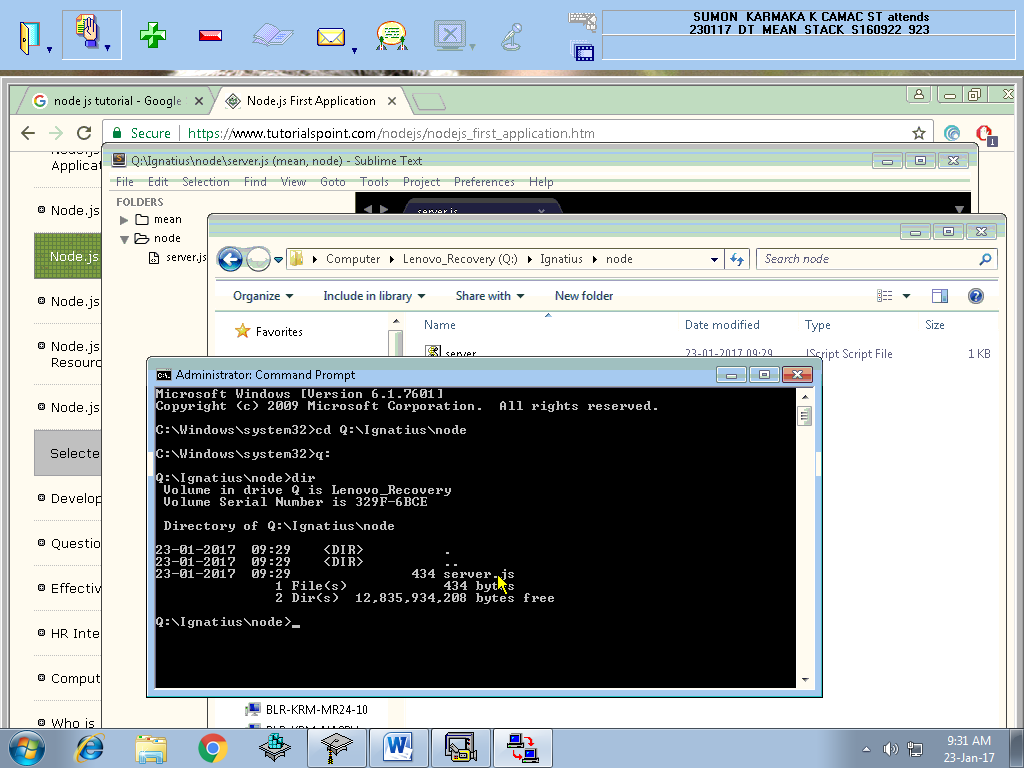 SUMON KARMAKA K CAMAC ST attends
230117 DT MEAN STACK S160922 923
node js tutorial - Google
Node.js First Application
Secure
https://www.tutorialspoint.com/nodejs/nodejs_first_application.htm
1
Applicat
Node.js
Node.js
Node.js
Node.js
Resourc
Node.js
Selecte
Develop
Questio
Effectiv
HR Inte
Comput
Who is
Q:\Ignatius\node\server.js (mean, node) - Sublime Text
File Edit Selection Find View Goto Tools Project Preferences Help
FOLDERS
mean
node
server.js
server.js
Computer Lenovo_Recovery (Q:) Ignatius node
Search node
Organize Include in library Share with New folder
Favorites
Name Date modified Type Size
server 23-01-2017 09:29 JScript Script File 1 KB
Administrator: Command Prompt
Microsoft Windows [Version 6.1.7601]
Copyright (c) 2009 Microsoft Corporation. All rights reserved.
C:\Windows\system32>cd Q:\Ignatius\node
C:\Windows\system32>q:
Q:\Ignatius\node>dir
Volume in drive Q is Lenovo_Recovery
Volume Serial Number is 329F-6BCE
Directory of Q:\Ignatius\node
23-01-2017 09:29 <DIR> .
23-01-2017 09:29 <DIR> ..
23-01-2017 09:29 434 server.js
1 File(s) 434 bytes
2 Dir(s) 12,835,934,208 bytes free
Q:\Ignatius\node>_
BLR-KRM-MR24-10
9:31 AM
23-Jan-17